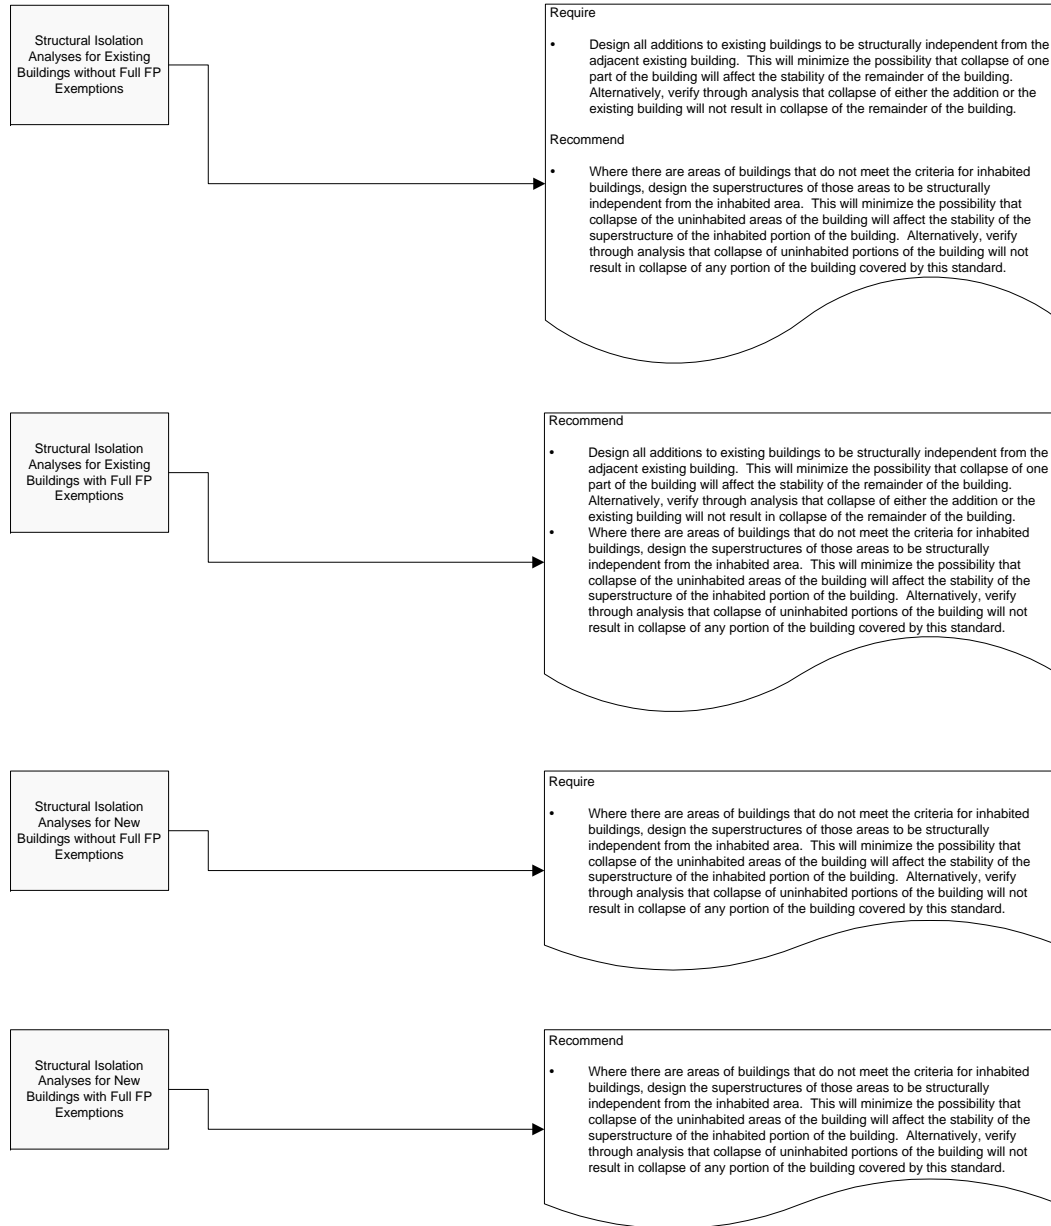 Structural Isolation
Analyses for Existing
Buildings without Full FP
Exemptions
Require
• Design all additions to existing buildings to be structurally independent from the
adjacent existing building. This will minimize the possibility that collapse of one
part of the building will affect the stability of the remainder of the building.
Alternatively, verify through analysis that collapse of either the addition or the
existing building will not result in collapse of the remainder of the building.
Recommend
• Where there are areas of buildings that do not meet the criteria for inhabited
buildings, design the superstructures of those areas to be structurally
independent from the inhabited area. This will minimize the possibility that
collapse of the uninhabited areas of the building will affect the stability of the
superstructure of the inhabited portion of the building. Alternatively, verify
through analysis that collapse of uninhabited portions of the building will not
result in collapse of any portion of the building covered by this standard.
Structural Isolation
Analyses for Existing
Buildings with Full FP
Exemptions
Recommend
• Design all additions to existing buildings to be structurally independent from the
adjacent existing building. This will minimize the possibility that collapse of one
part of the building will affect the stability of the remainder of the building.
Alternatively, verify through analysis that collapse of either the addition or the
existing building will not result in collapse of the remainder of the building.
• Where there are areas of buildings that do not meet the criteria for inhabited
buildings, design the superstructures of those areas to be structurally
independent from the inhabited area. This will minimize the possibility that
collapse of the uninhabited areas of the building will affect the stability of the
superstructure of the inhabited portion of the building. Alternatively, verify
through analysis that collapse of uninhabited portions of the building will not
result in collapse of any portion of the building covered by this standard.
Structural Isolation
Analyses for New
Buildings without Full FP
Exemptions
Require
• Where there are areas of buildings that do not meet the criteria for inhabited
buildings, design the superstructures of those areas to be structurally
independent from the inhabited area. This will minimize the possibility that
collapse of the uninhabited areas of the building will affect the stability of the
superstructure of the inhabited portion of the building. Alternatively, verify
through analysis that collapse of uninhabited portions of the building will not
result in collapse of any portion of the building covered by this standard.
Structural Isolation
Analyses for New
Buildings with Full FP
Exemptions
Recommend
• Where there are areas of buildings that do not meet the criteria for inhabited
buildings, design the superstructures of those areas to be structurally
independent from the inhabited area. This will minimize the possibility that
collapse of the uninhabited areas of the building will affect the stability of the
superstructure of the inhabited portion of the building. Alternatively, verify
through analysis that collapse of uninhabited portions of the building will not
result in collapse of any portion of the building covered by this standard.